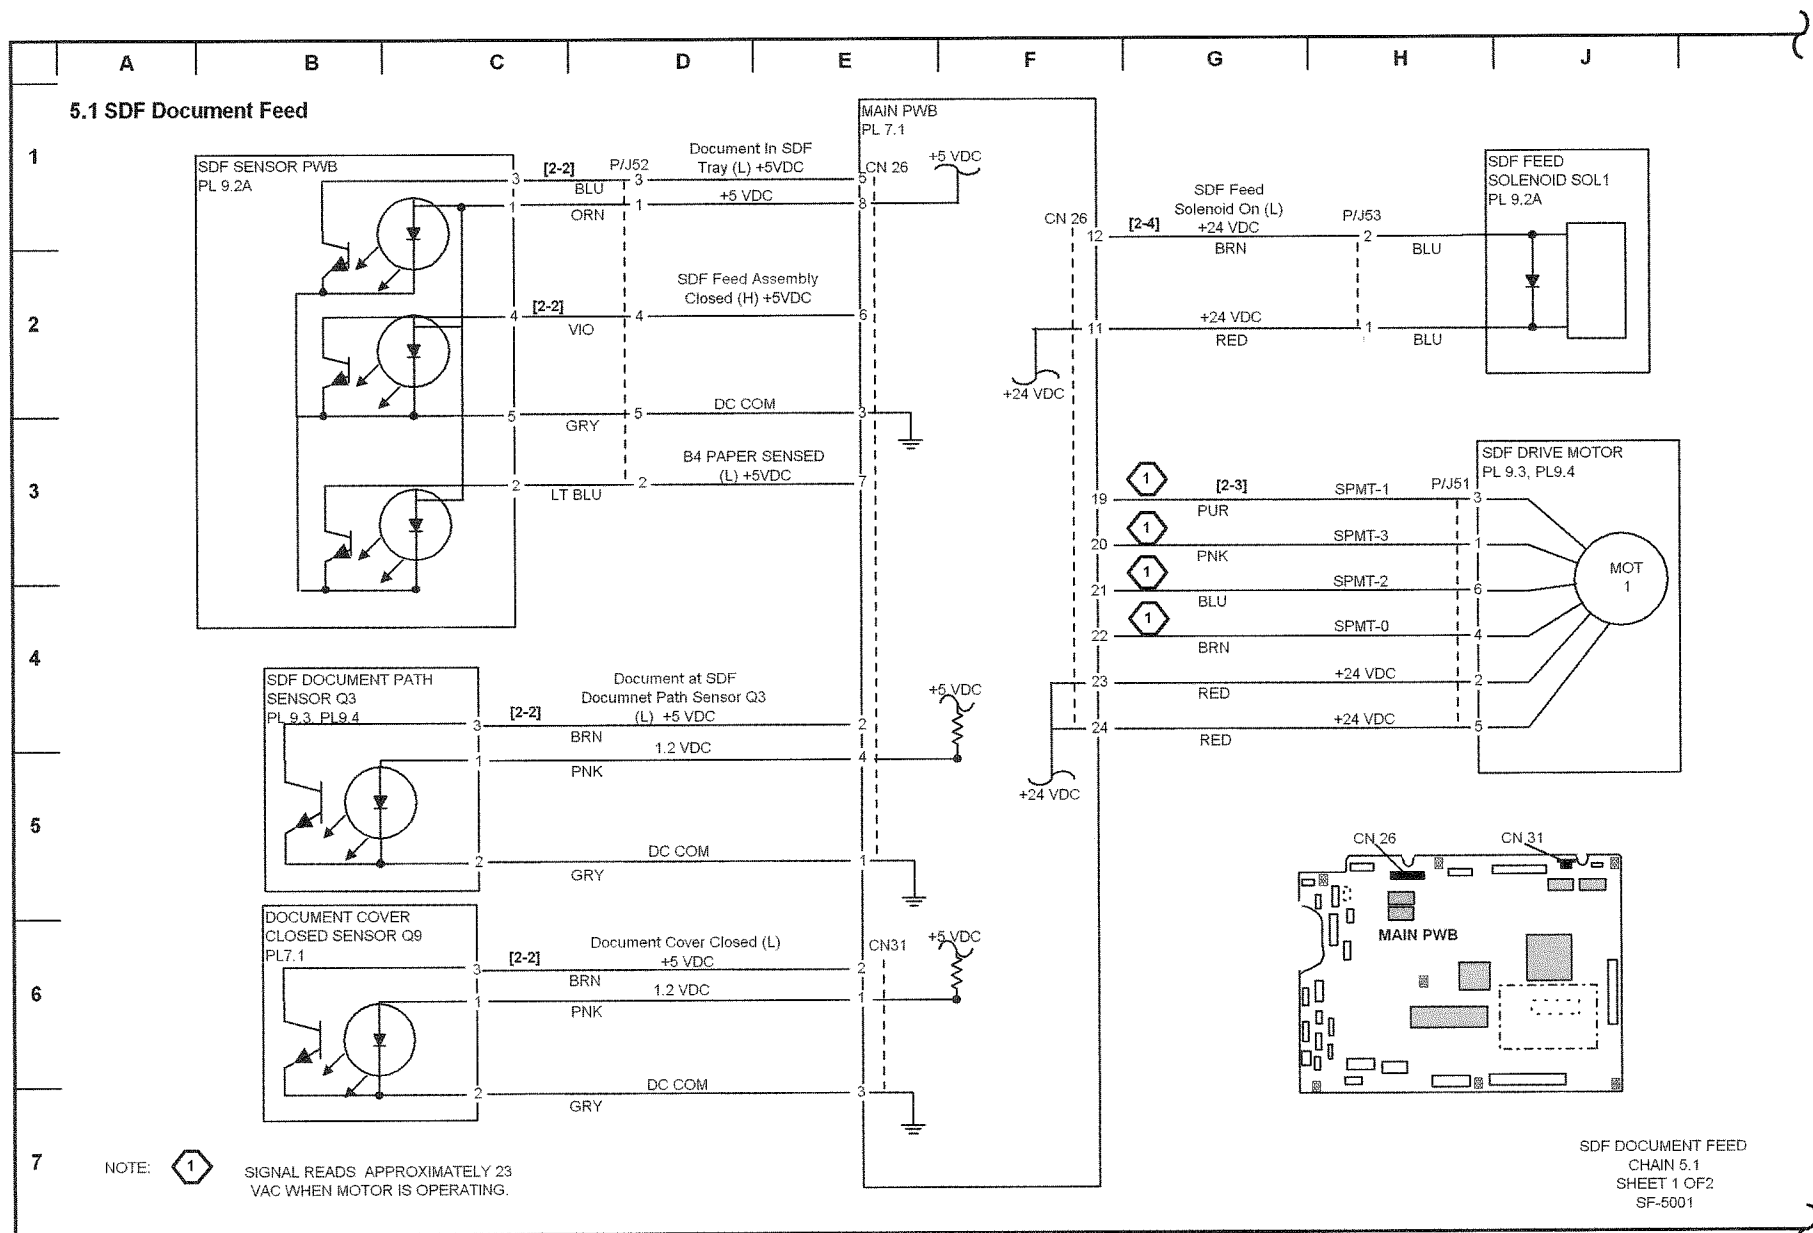 A B C D E F G H J
1
2
3
4
5
6
7
5.1 SDF Document Feed
SDF SENSOR PWB
PL 9.2A
3 [2-2] P/J52 3 Document In SDF
Tray (L) +5VDC 5
BLU
1 ORN 1 +5 VDC 8
SDF Feed Assembly
Closed (H) +5VDC
4 [2-2] VIO 4 6
5 GRY 5 DC COM 3
B4 PAPER SENSED
(L) +5VDC
2 LT BLU 2 7
SDF DOCUMENT PATH
SENSOR Q3
PL 9.3, PL9.4
Document at SDF
Documnet Path Sensor Q3
(L) +5 VDC
3 [2-2] BRN 2
1 PNK 1.2 VDC 4
2 GRY DC COM 1
DOCUMENT COVER
CLOSED SENSOR Q9
PL7.1
Document Cover Closed (L)
+5 VDC
3 [2-2] BRN 2
1 PNK 1.2 VDC 1
2 GRY DC COM 3
MAIN PWB
PL 7.1
CN 26
+5 VDC
CN 26
+24 VDC
+5 VDC
+24 VDC
CN31
+5 VDC
SDF Feed
Solenoid On (L)
12 [2-4] +24 VDC P/J53 2 BLU
BRN
11 +24 VDC 1 BLU
RED
SDF FEED
SOLENOID SOL1
PL 9.2A
SDF DRIVE MOTOR
PL 9.3, PL9.4
19 1 [2-3] SPMT-1 P/J51 3
PUR
20 1 SPMT-3 1
PNK
21 1 SPMT-2 6
BLU
22 1 SPMT-0 4
BRN
23 +24 VDC 2
RED
24 +24 VDC 5
RED
MOT
1
CN 26 CN 31
MAIN PWB
NOTE: 1 SIGNAL READS APPROXIMATELY 23
VAC WHEN MOTOR IS OPERATING.
SDF DOCUMENT FEED
CHAIN 5.1
SHEET 1 OF2
SF-5001